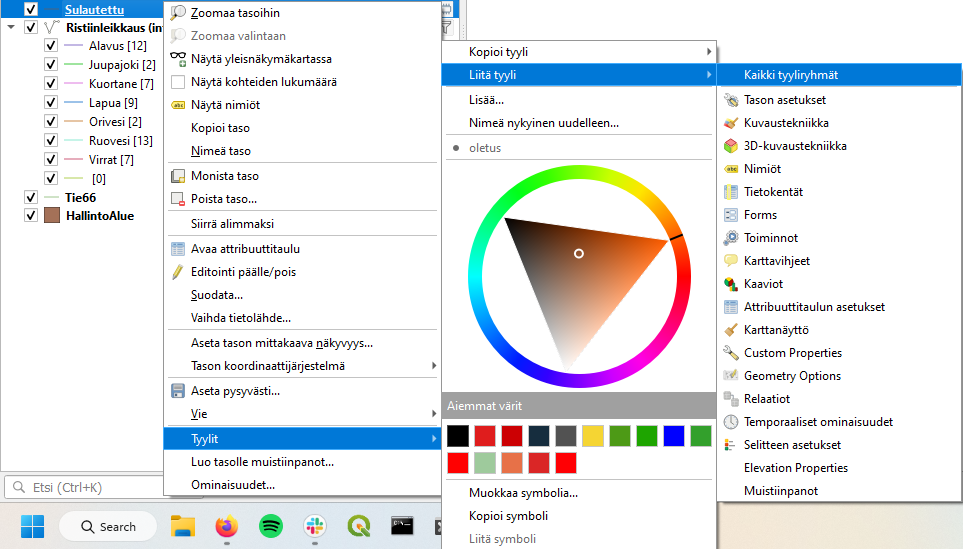 Sulautettu
Ristiinleikkaus (in
Alavus [12]
Juupajoki [2]
Kuortane [7]
Lapua [9]
Orivesi [2]
Ruovesi [13]
Virrat [7]
[0]
Tie66
HallintoAlue
Etsi (Ctrl+K)
Search
Zoomaa tasoihin
Zoomaa valintaan
Näytä yleisnäkymäkartassa
Näytä kohteiden lukumäärä
Näytä nimiöt
Kopioi taso
Nimeä taso
Monista taso
Poista taso...
Siirrä alimmaksi
Avaa attribuuttitaulu
Editointi päälle/pois
Suodata...
Vaihda tietolähde...
Aseta tason mittakaava näkyvyys...
Tason koordinaattijärjestelmä
Aseta pysyvästi...
Vie
Tyylit
Luo tasolle muistiinpanot...
Ominaisuudet...
Kopioi tyyli
Liitä tyyli
Lisää...
Nimeä nykyinen uudelleen...
oletus
Aiemmat värit
Muokkaa symbolia...
Kopioi symboli
Liitä symboli
Kaikki tyyliryhmät
Tason asetukset
Kuvaustekniikka
3D-kuvaustekniikka
abc Nimiöt
Tietokentät
Forms
Toiminnot
Karttavihjeet
Kaaviot
Attribuuttitaulun asetukset
Karttanäyttö
Custom Properties
Geometry Options
Relaatiot
Temporaaliset ominaisuudet
Selitteen asetukset
Elevation Properties
Muistiinpanot